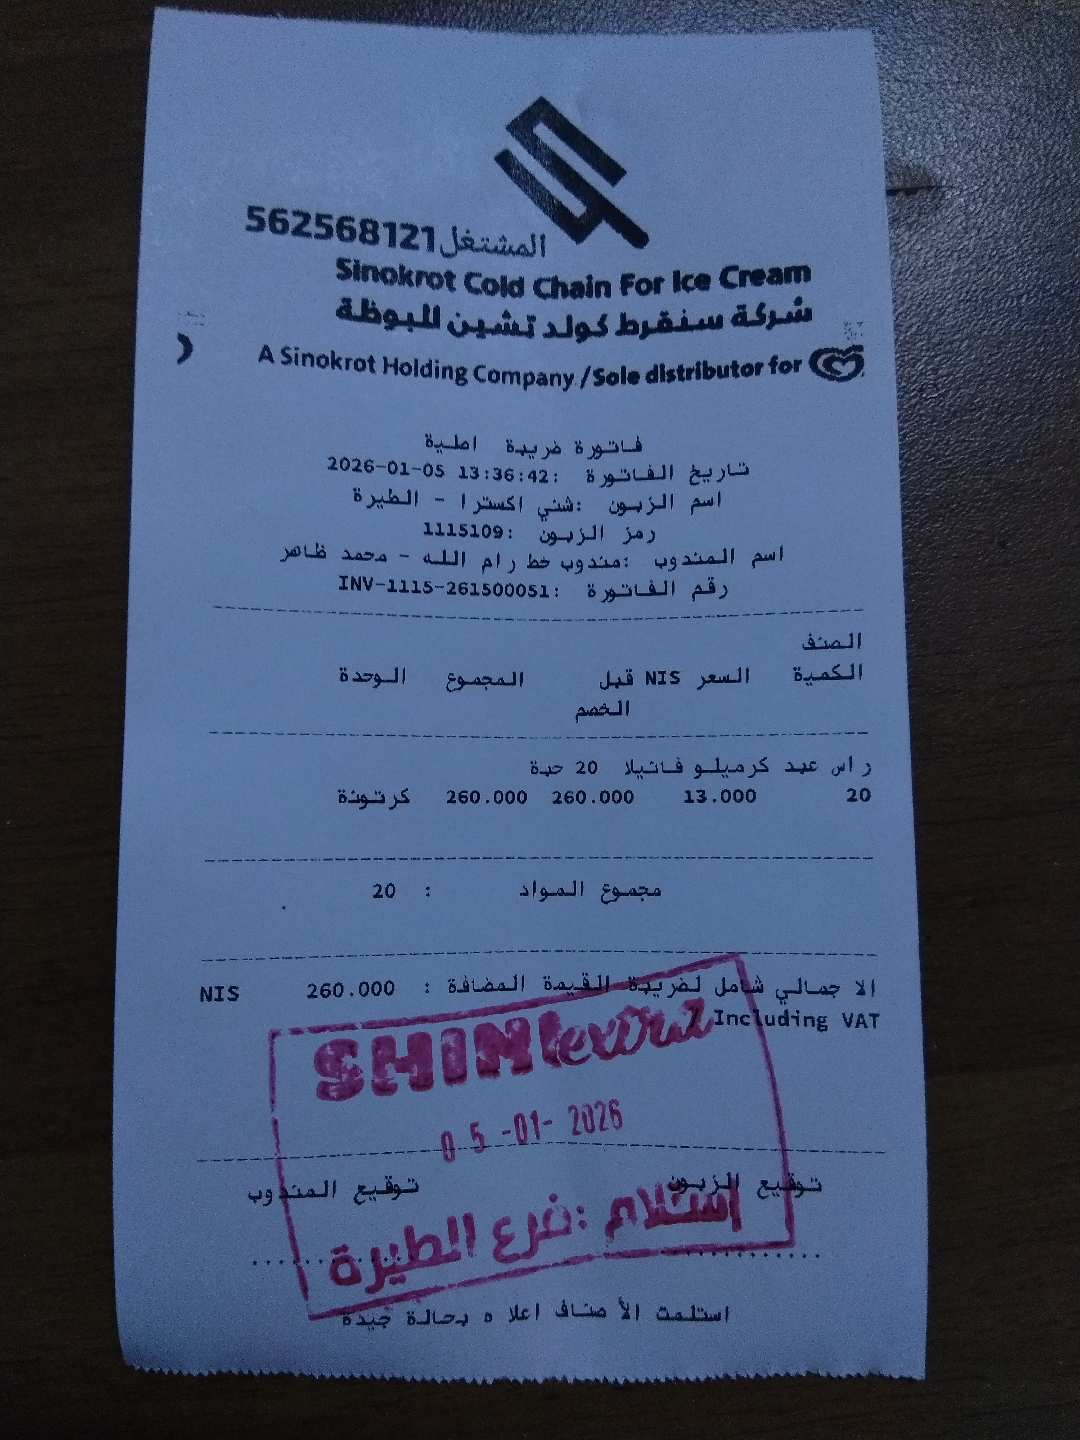 المشتغل562568121
Sinokrot Cold Chain For Ice Cream
شركة سنقرط كولد تشين للبوظة
A Sinokrot Holding Company /Sole distributor for
فاتورة ضريبة اصلية
تاريخ الفاتورة :2026-01-05 13:36:42
اسم الزبون :شني اكسترا - الطيرة
رمز الزبون :1115109
اسم المندوب :مندوب خط رام الله - محمد ظاهر
رقم الفاتورة :INV-1115-261500051
الصنف
الكمية السعر NIS قبل المجموع الوحدة
الخصم
راس عبد كرميلو فانيلا 20 حبة
20 13.000 260.000 260.000 كرتونة
مجموع المواد : 20
الاجمالي شامل لضريبة القيمة المضافة : 260.000 NIS
Including VAT
SHINI extra
05-01-2026
توقيع الزبون توقيع المندوب
استلام :فرع الطيرة
استلمت الأصناف اعلاه بحالة جيدة